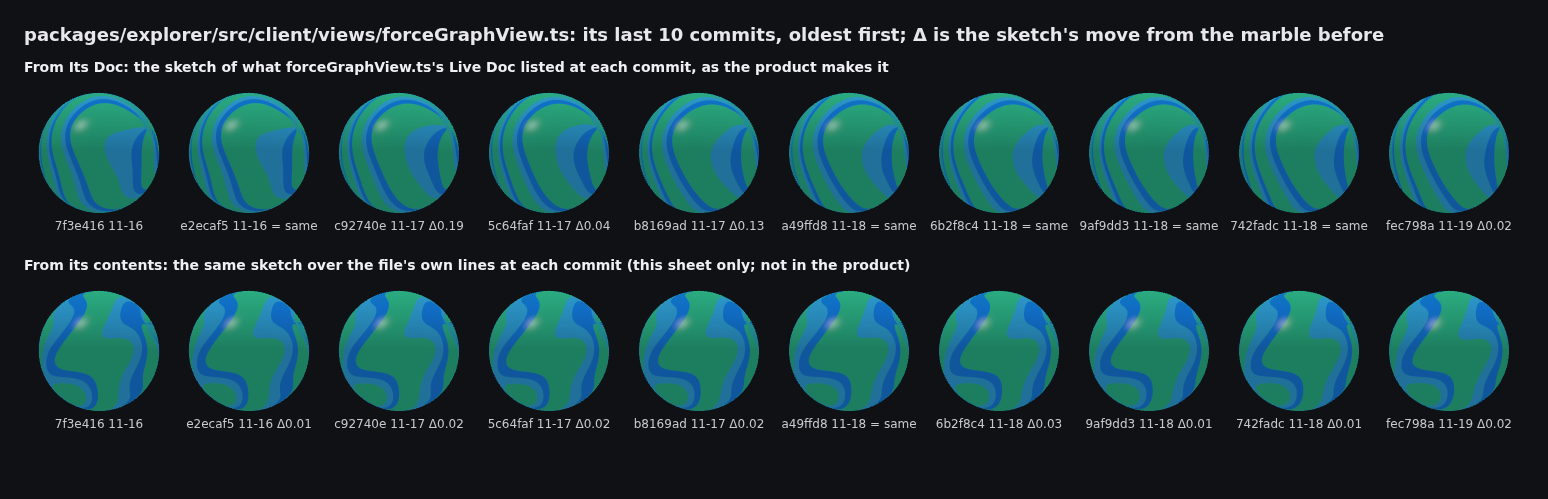 packages/explorer/src/client/views/forceGraphView.ts: its last 10 commits, oldest first; Δ is the sketch's move from the marble before
From Its Doc: the sketch of what forceGraphView.ts's Live Doc listed at each commit, as the product makes it
7f3e416 11-16 e2ecaf5 11-16 = same c92740e 11-17 Δ0.19 5c64faf 11-17 Δ0.04 b8169ad 11-17 Δ0.13 a49ffd8 11-18 = same 6b2f8c4 11-18 = same 9af9dd3 11-18 = same 742fadc 11-18 = same fec798a 11-19 Δ0.02
From its contents: the same sketch over the file's own lines at each commit (this sheet only; not in the product)
7f3e416 11-16 e2ecaf5 11-16 Δ0.01 c92740e 11-17 Δ0.02 5c64faf 11-17 Δ0.02 b8169ad 11-17 Δ0.02 a49ffd8 11-18 = same 6b2f8c4 11-18 Δ0.03 9af9dd3 11-18 Δ0.01 742fadc 11-18 Δ0.01 fec798a 11-19 Δ0.02